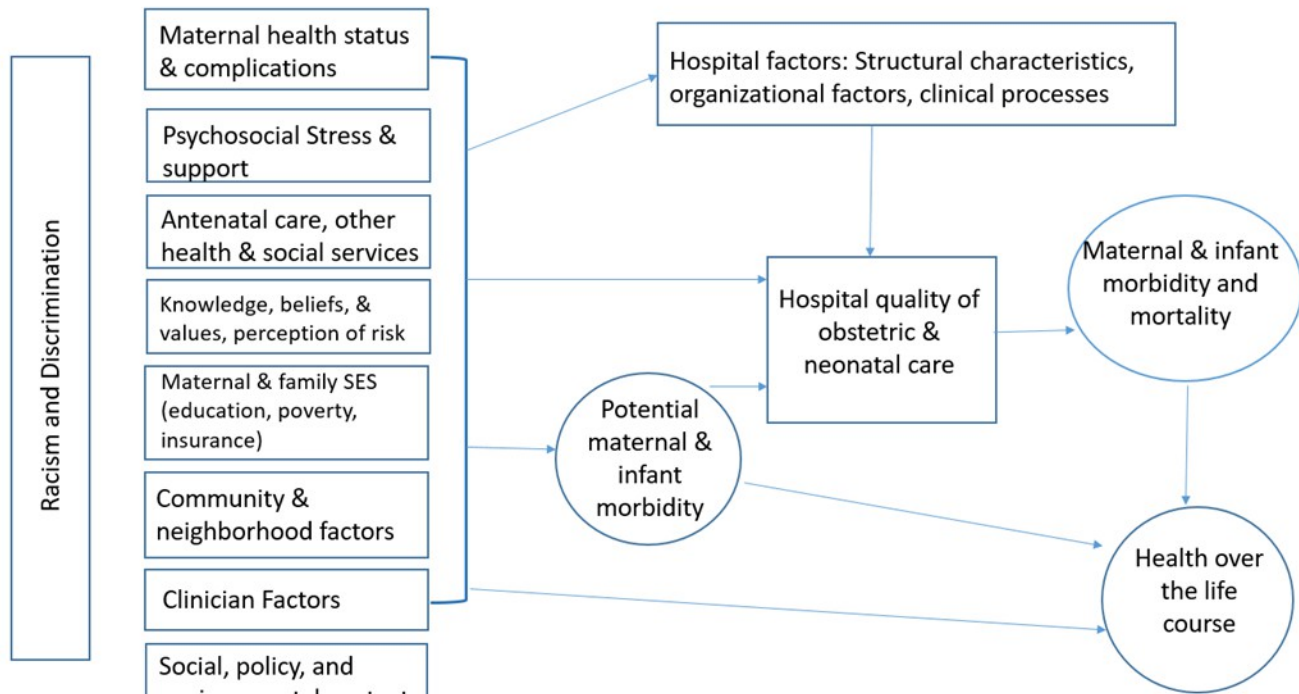 Racism and Discrimination
Maternal health status
& complications
Psychosocial Stress &
support
Antenatal care, other
health & social services
Knowledge, beliefs, &
values, perception of risk
Maternal & family SES
(education, poverty,
insurance)
Community &
neighborhood factors
Clinician Factors
Social, policy, and
Hospital factors: Structural characteristics,
organizational factors, clinical processes
Hospital quality of
obstetric &
neonatal care
Potential
maternal &
infant
morbidity
Maternal & infant
morbidity and
mortality
Health over
the life
course